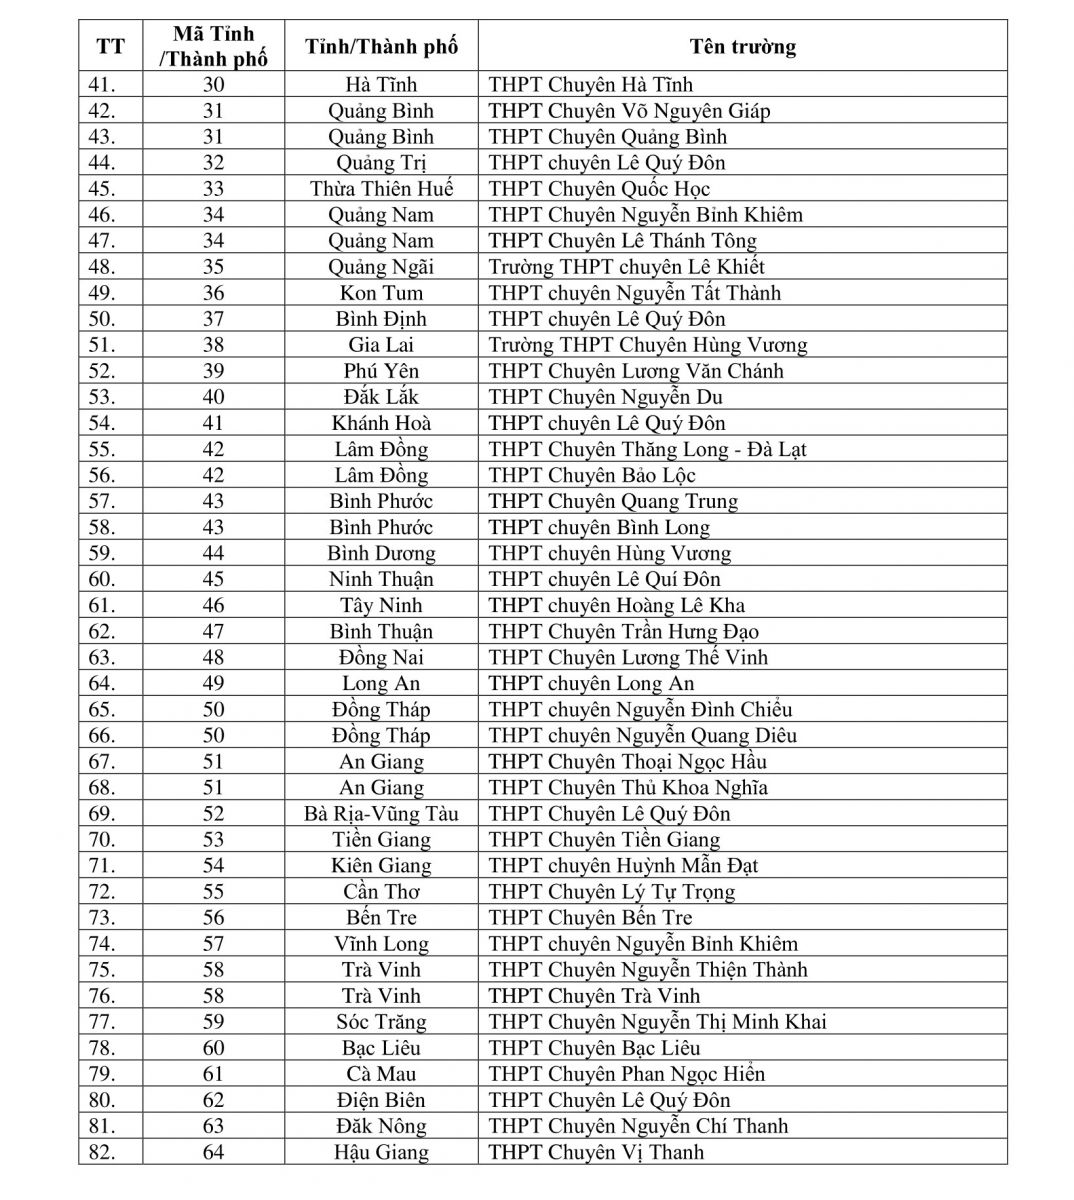 TT Mã Tỉnh /Thành phố Tỉnh/Thành phố Tên trường
41. 30 Hà Tĩnh THPT Chuyên Hà Tĩnh
42. 31 Quảng Bình THPT Chuyên Võ Nguyên Giáp
43. 31 Quảng Bình THPT Chuyên Quảng Bình
44. 32 Quảng Trị THPT chuyên Lê Quý Đôn
45. 33 Thừa Thiên Huế THPT Chuyên Quốc Học
46. 34 Quảng Nam THPT Chuyên Nguyễn Bỉnh Khiêm
47. 34 Quảng Nam THPT Chuyên Lê Thánh Tông
48. 35 Quảng Ngãi Trường THPT chuyên Lê Khiết
49. 36 Kon Tum THPT chuyên Nguyễn Tất Thành
50. 37 Bình Định THPT chuyên Lê Quý Đôn
51. 38 Gia Lai Trường THPT Chuyên Hùng Vương
52. 39 Phú Yên THPT Chuyên Lương Văn Chánh
53. 40 Đắk Lắk THPT Chuyên Nguyễn Du
54. 41 Khánh Hoà THPT chuyên Lê Quý Đôn
55. 42 Lâm Đồng THPT Chuyên Thăng Long - Đà Lạt
56. 42 Lâm Đồng THPT Chuyên Bảo Lộc
57. 43 Bình Phước THPT Chuyên Quang Trung
58. 43 Bình Phước THPT chuyên Bình Long
59. 44 Bình Dương THPT chuyên Hùng Vương
60. 45 Ninh Thuận THPT chuyên Lê Quí Đôn
61. 46 Tây Ninh THPT chuyên Hoàng Lê Kha
62. 47 Bình Thuận THPT Chuyên Trần Hưng Đạo
63. 48 Đồng Nai THPT Chuyên Lương Thế Vinh
64. 49 Long An THPT chuyên Long An
65. 50 Đồng Tháp THPT chuyên Nguyễn Đình Chiểu
66. 50 Đồng Tháp THPT chuyên Nguyễn Quang Diêu
67. 51 An Giang THPT Chuyên Thoại Ngọc Hầu
68. 51 An Giang THPT Chuyên Thủ Khoa Nghĩa
69. 52 Bà Rịa-Vũng Tàu THPT Chuyên Lê Quý Đôn
70. 53 Tiền Giang THPT Chuyên Tiền Giang
71. 54 Kiên Giang THPT chuyên Huỳnh Mẫn Đạt
72. 55 Cần Thơ THPT Chuyên Lý Tự Trọng
73. 56 Bến Tre THPT Chuyên Bến Tre
74. 57 Vĩnh Long THPT chuyên Nguyễn Bỉnh Khiêm
75. 58 Trà Vinh THPT Chuyên Nguyễn Thiện Thành
76. 58 Trà Vinh THPT Chuyên Trà Vinh
77. 59 Sóc Trăng THPT Chuyên Nguyễn Thị Minh Khai
78. 60 Bạc Liêu THPT Chuyên Bạc Liêu
79. 61 Cà Mau THPT Chuyên Phan Ngọc Hiển
80. 62 Điện Biên THPT Chuyên Lê Quý Đôn
81. 63 Đăk Nông THPT Chuyên Nguyễn Chí Thanh
82. 64 Hậu Giang THPT Chuyên Vị Thanh